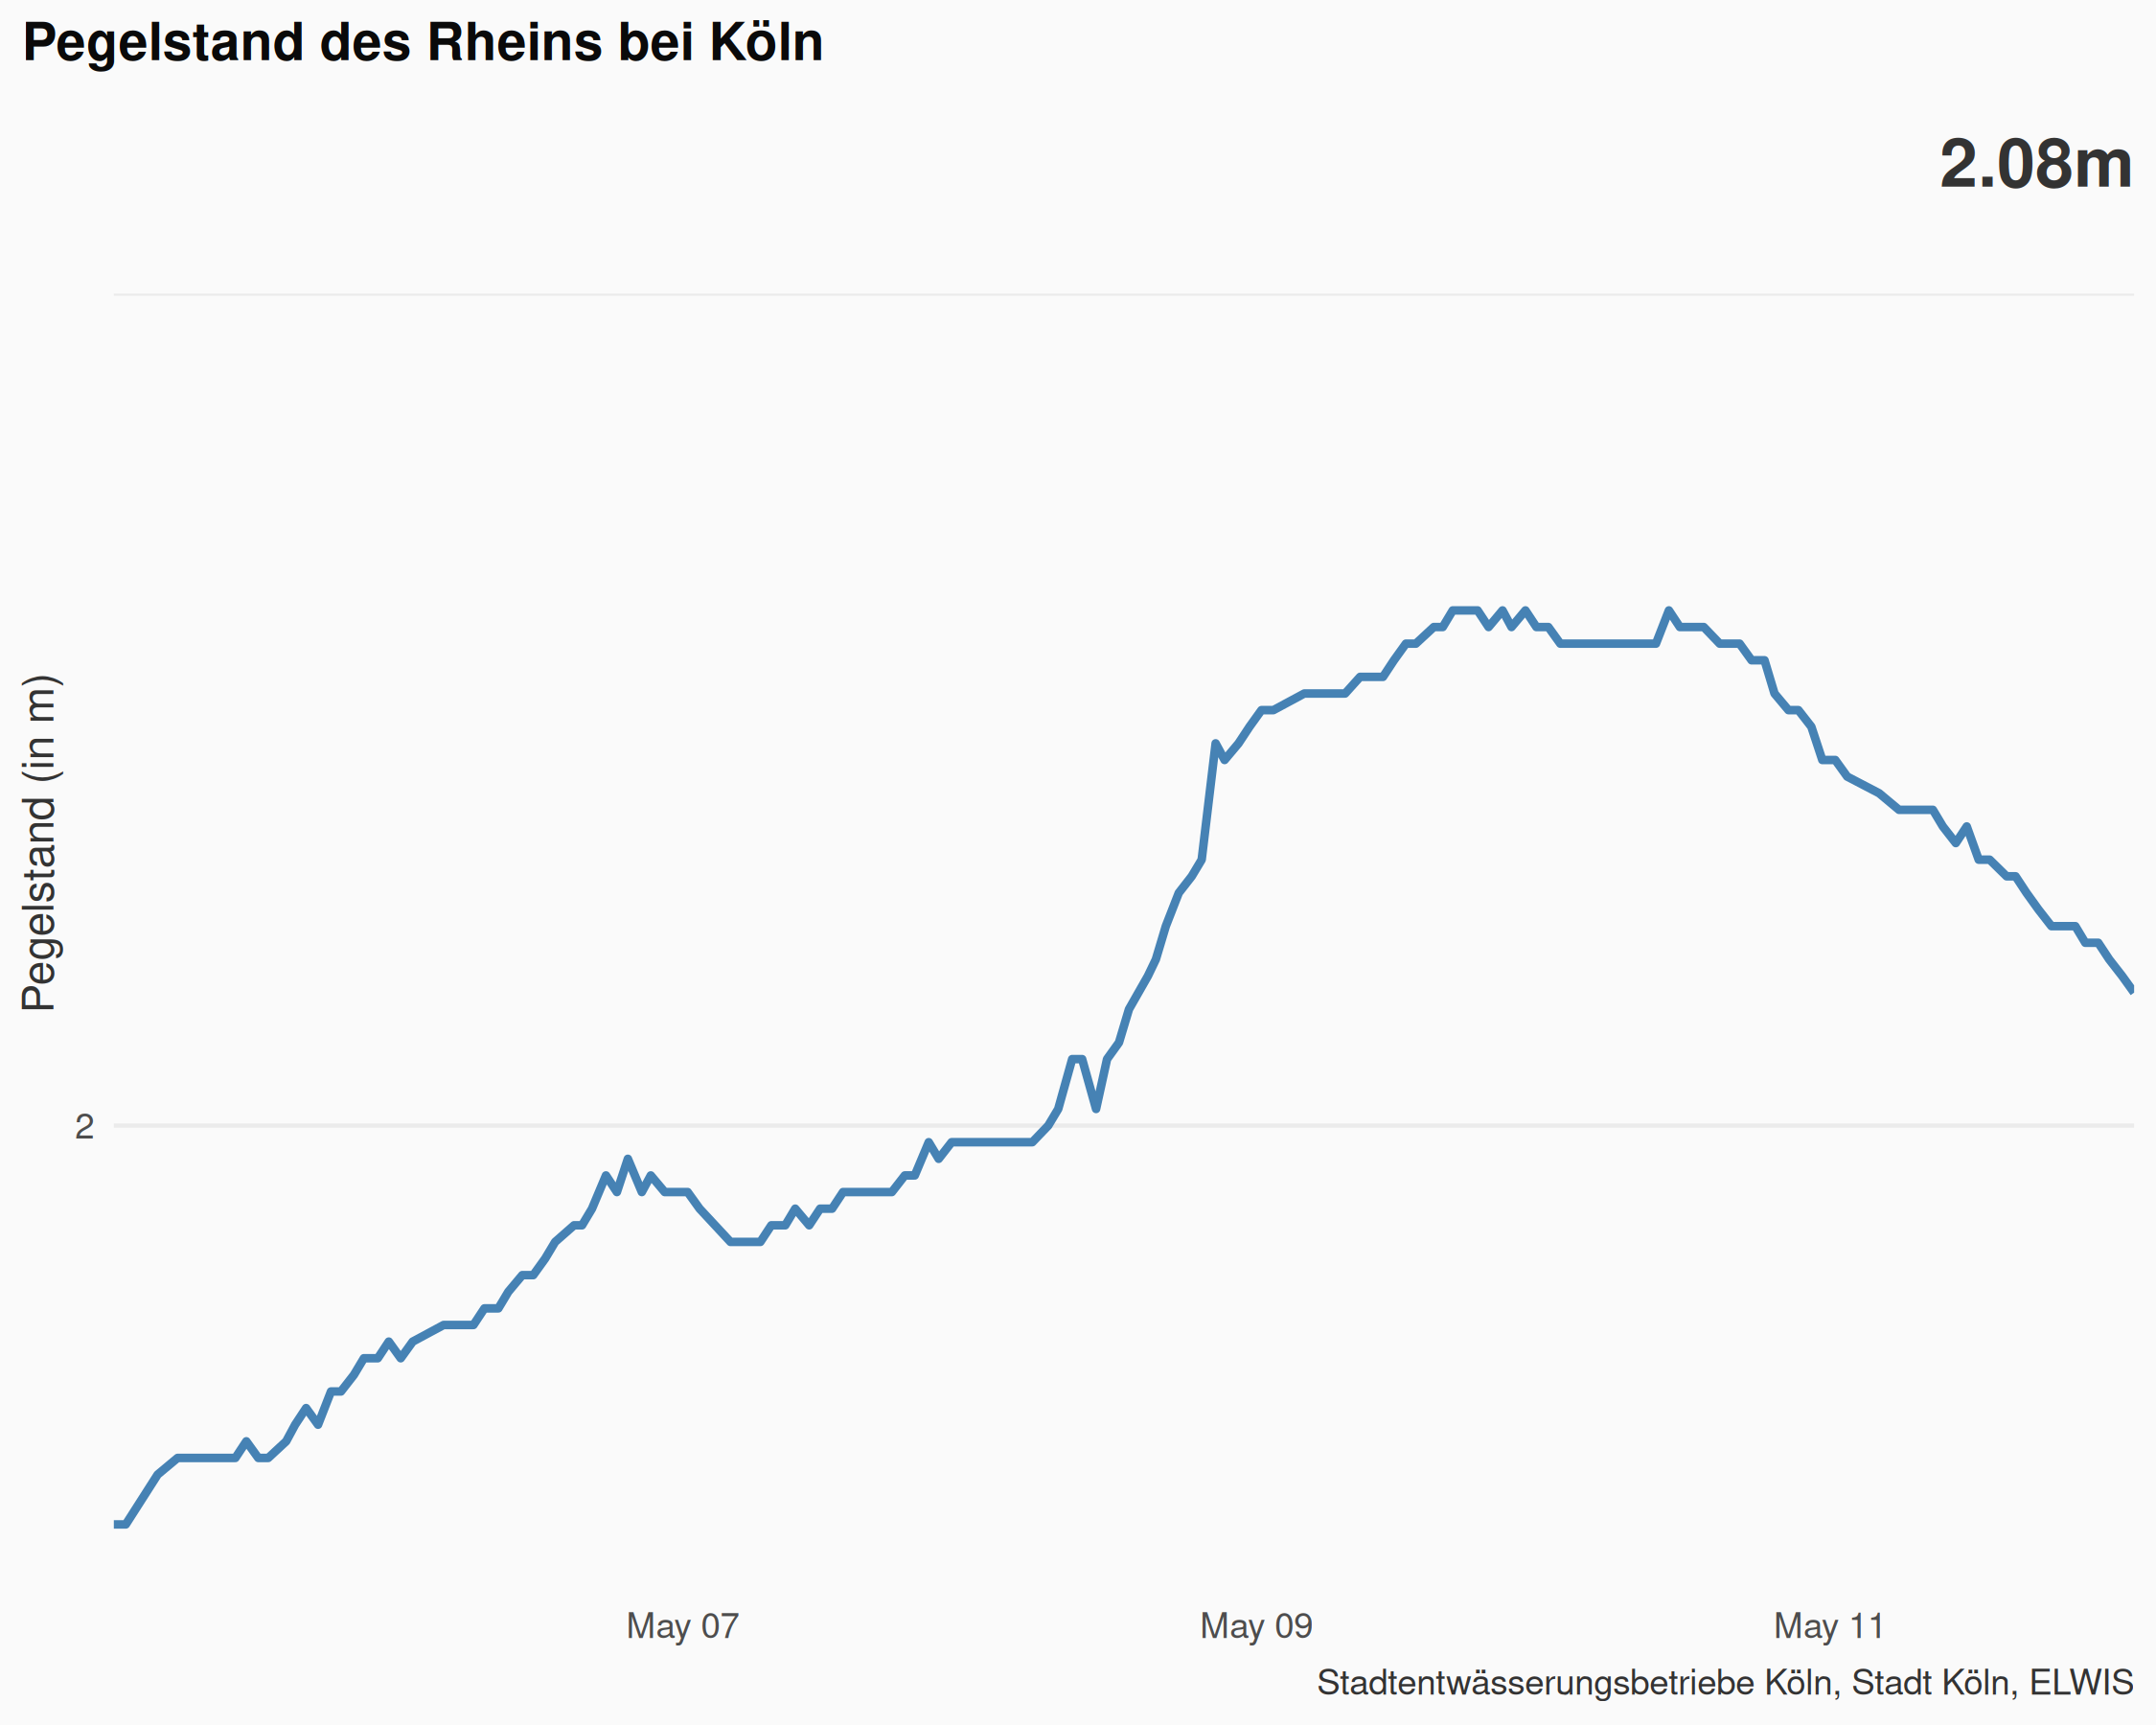 Pegelstand des Rheins bei Köln
2.08m
Pegelstand (in m)
2
May 07
May 09
May 11
Stadtentwässerungsbetriebe Köln, Stadt Köln, ELWIS